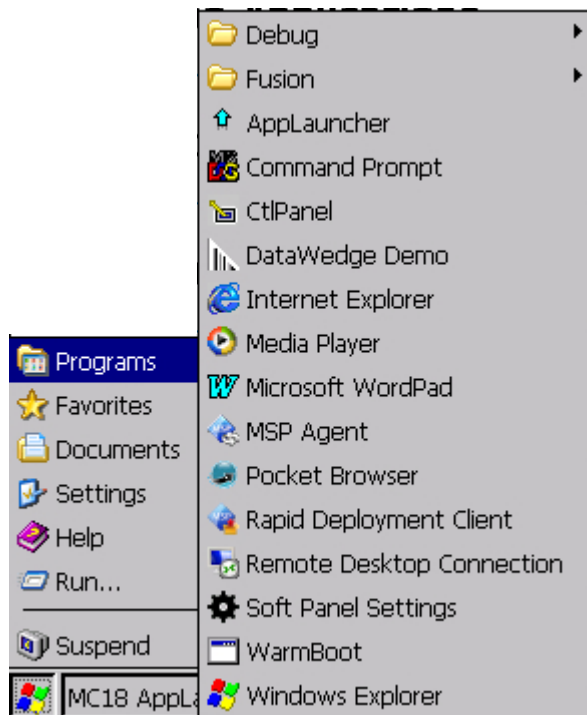 Debug
Fusion
AppLauncher
Command Prompt
CtlPanel
DataWedge Demo
Internet Explorer
Media Player
Microsoft WordPad
MSP Agent
Pocket Browser
Rapid Deployment Client
Remote Desktop Connection
Soft Panel Settings
WarmBoot
Windows Explorer
Programs
Favorites
Documents
Settings
Help
Run...
Suspend
MC18 AppLa